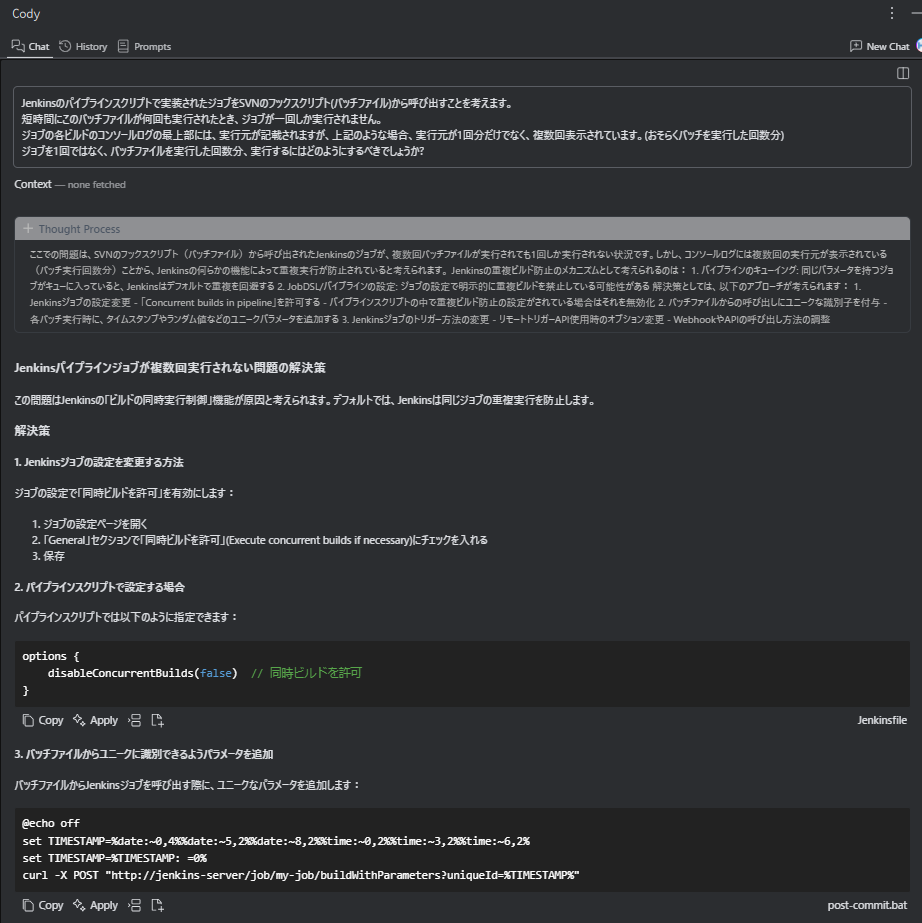 Cody
Chat History Prompts New Chat
Jenkinsのパイプラインスクリプトで実装されたジョブをSVNのフックスクリプト(バッチファイル)から呼び出すことを考えます。
短時間にこのバッチファイルが何回も実行されたとき、ジョブが一回しか実行されません。
ジョブの各ビルドのコンソールログの最上部には、実行元が記載されますが、上記のような場合、実行元が1回分だけでなく、複数回表示されています。(おそらくバッチを実行した回数分)
ジョブを1回ではなく、バッチファイルを実行した回数分、実行するにはどのようにするべきでしょうか?
Context — none fetched
Thought Process
ここでの問題は、SVNのフックスクリプト（バッチファイル）から呼び出されたJenkinsのジョブが、複数回バッチファイルが実行されても1回しか実行されない状況です。しかし、コンソールログには複数回の実行元が表示されている
（バッチ実行回数分）ことから、Jenkinsの何らかの機能によって重複実行が防止されていると考えられます。 Jenkinsの重複ビルド防止のメカニズムとして考えられるのは： 1. パイプラインのキューイング: 同じパラメータを持つジョ
ブがキューに入っていると、Jenkinsはデフォルトで重複を回避する 2. JobDSL/パイプラインの設定: ジョブの設定で明示的に重複ビルドを禁止している可能性がある 解決策としては、以下のアプローチが考えられます： 1.
Jenkinsジョブの設定変更 - 「Concurrent builds in pipeline」を許可する - パイプラインスクリプトの中で重複ビルド防止の設定がされている場合はそれを無効化 2. バッチファイルからの呼び出しにユニークな識別子を付与 -
各バッチ実行時に、タイムスタンプやランダム値などのユニークパラメータを追加する 3. Jenkinsジョブのトリガー方法の変更 - リモートトリガーAPI使用時のオプション変更 - WebhookやAPIの呼び出し方法の調整
Jenkinsパイプラインジョブが複数回実行されない問題の解決策
この問題はJenkinsの「ビルドの同時実行制御」機能が原因と考えられます。デフォルトでは、Jenkinsは同じジョブの重複実行を防止します。
解決策
1. Jenkinsジョブの設定を変更する方法
ジョブの設定で「同時ビルドを許可」を有効にします：
1. ジョブの設定ページを開く
2. 「General」セクションで「同時ビルドを許可」(Execute concurrent builds if necessary)にチェックを入れる
3. 保存
2. パイプラインスクリプトで設定する場合
パイプラインスクリプトでは以下のように指定できます：
options {
    disableConcurrentBuilds(false)  // 同時ビルドを許可
}
Copy Apply Jenkinsfile
3. バッチファイルからユニークに識別できるようパラメータを追加
バッチファイルからJenkinsジョブを呼び出す際に、ユニークなパラメータを追加します：
@echo off
set TIMESTAMP=%date:~0,4%%date:~5,2%%date:~8,2%%time:~0,2%%time:~3,2%%time:~6,2%
set TIMESTAMP=%TIMESTAMP: =0%
curl -X POST "http://jenkins-server/job/my-job/buildWithParameters?uniqueId=%TIMESTAMP%"
Copy Apply post-commit.bat